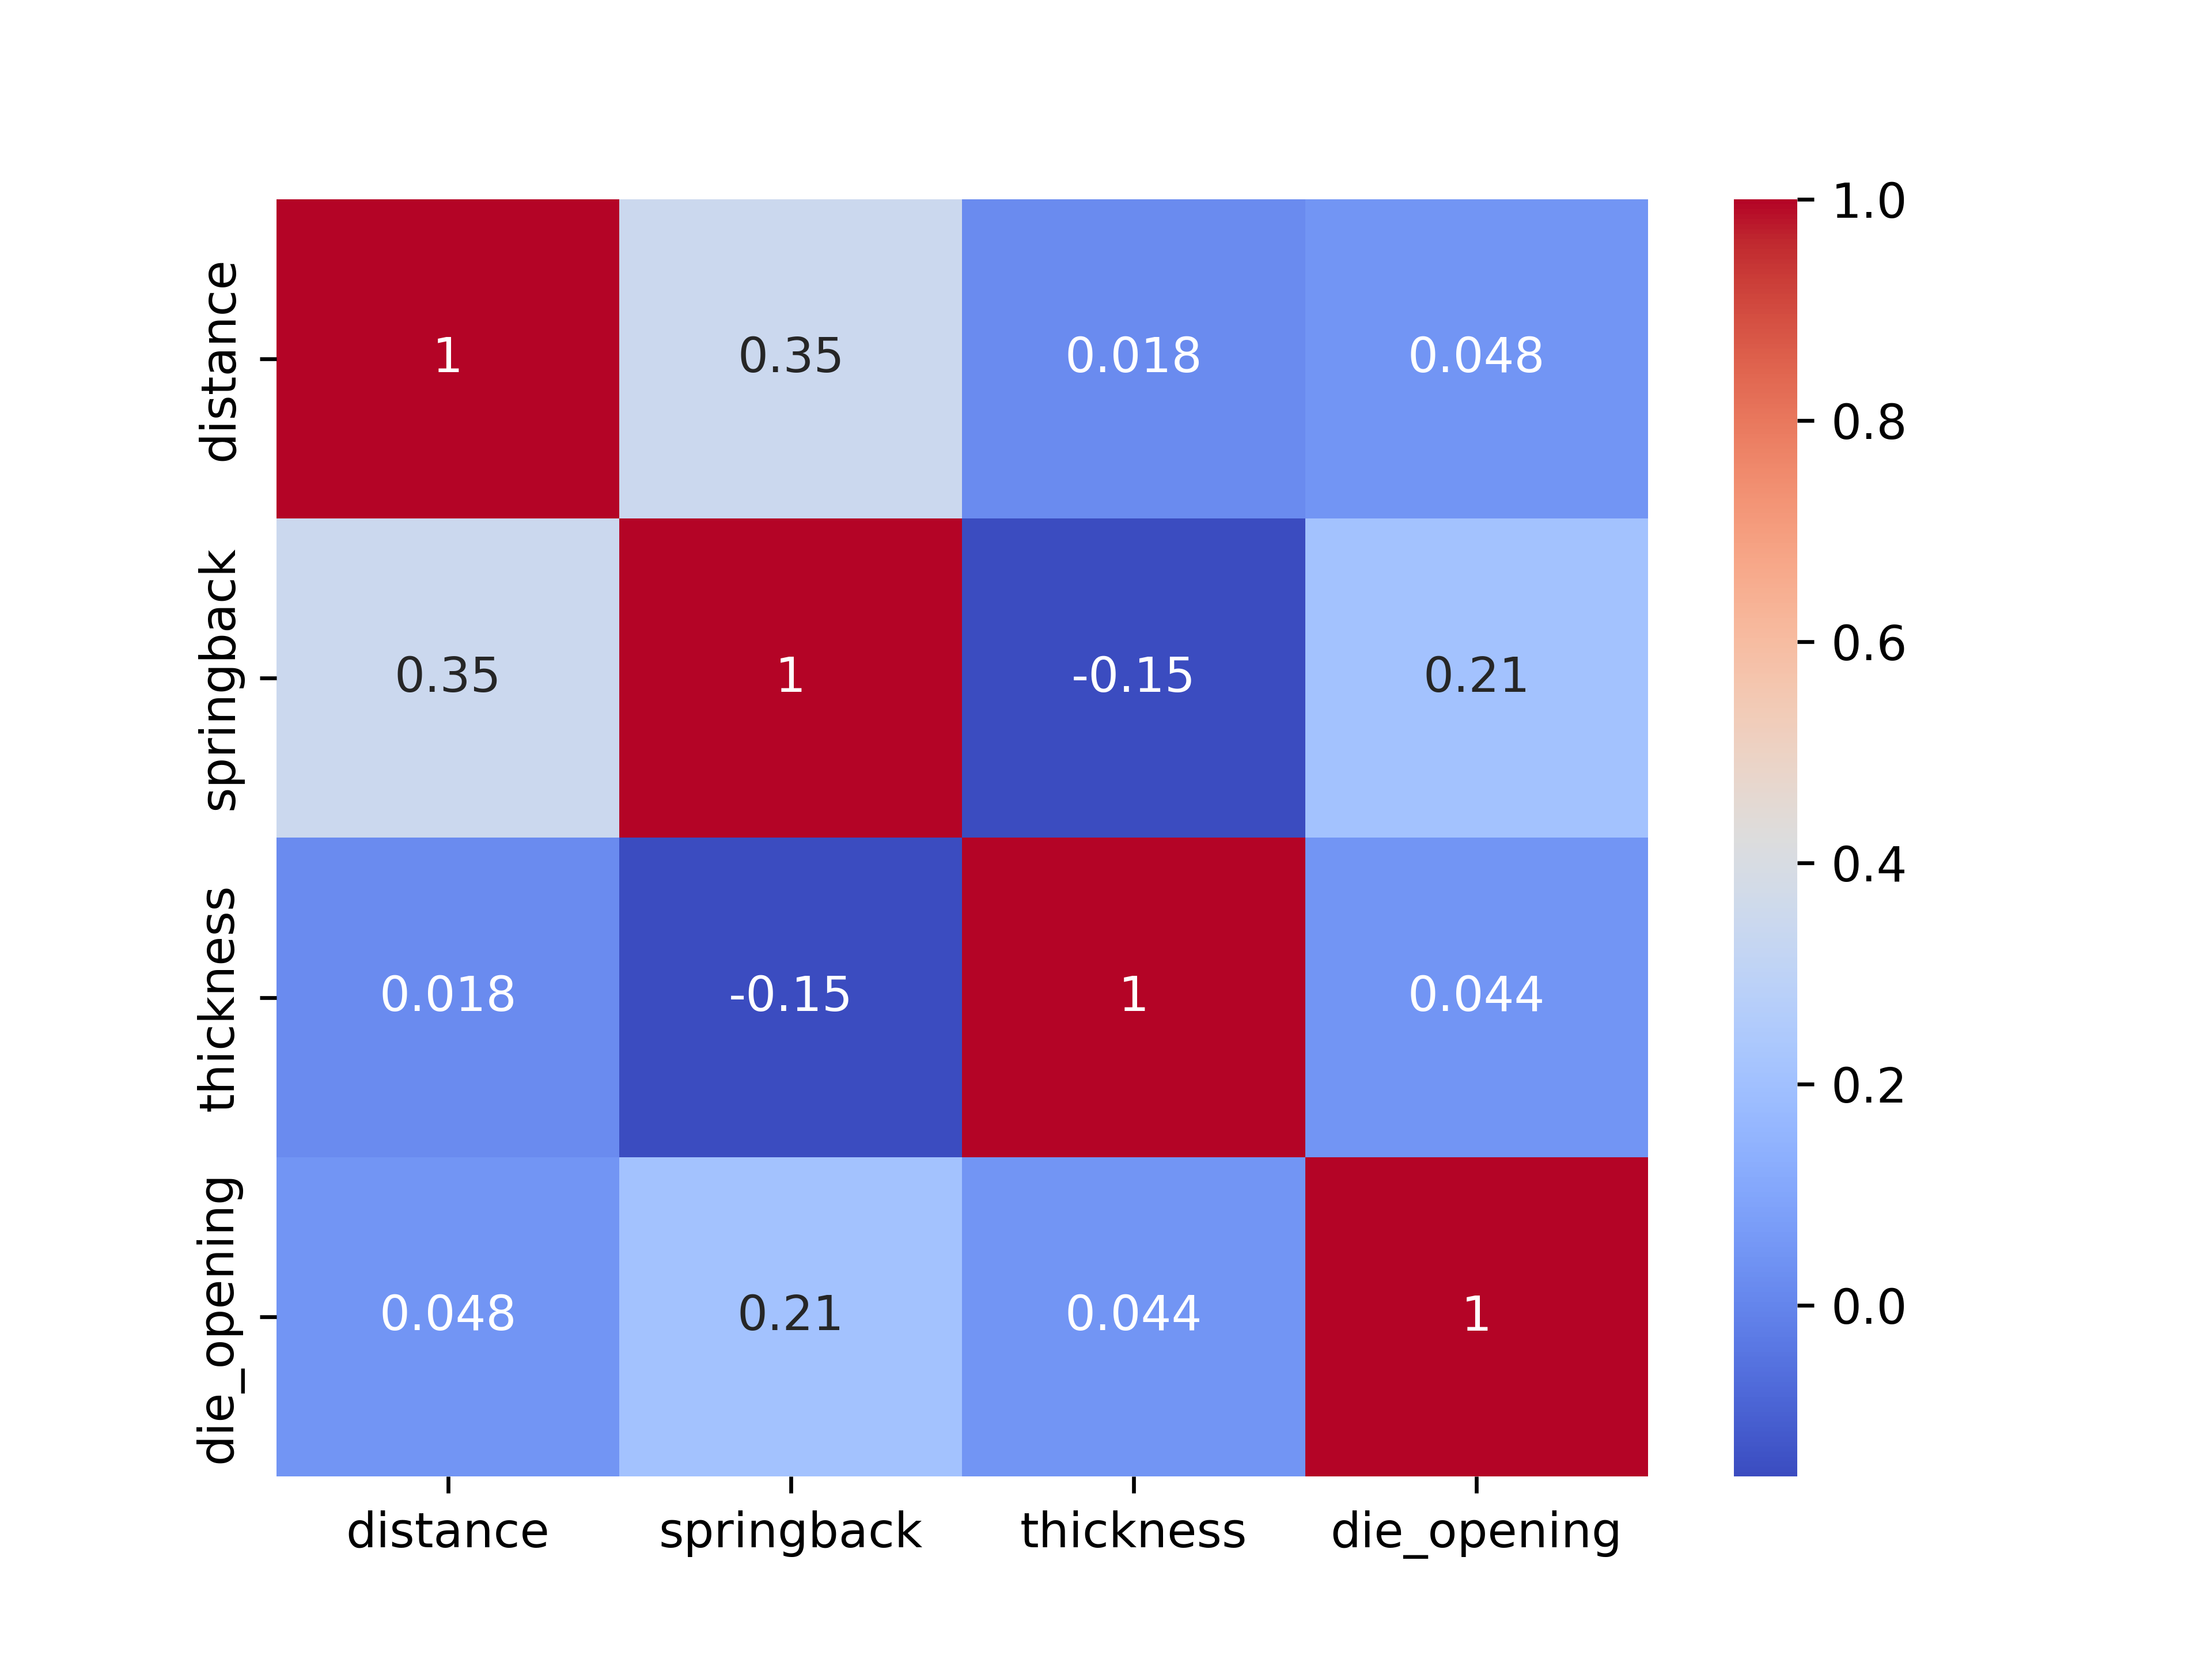 distance 1 0.35 0.018 0.048
springback 0.35 1 -0.15 0.21
thickness 0.018 -0.15 1 0.044
die_opening 0.048 0.21 0.044 1
distance springback thickness die_opening
1.0
0.8
0.6
0.4
0.2
0.0